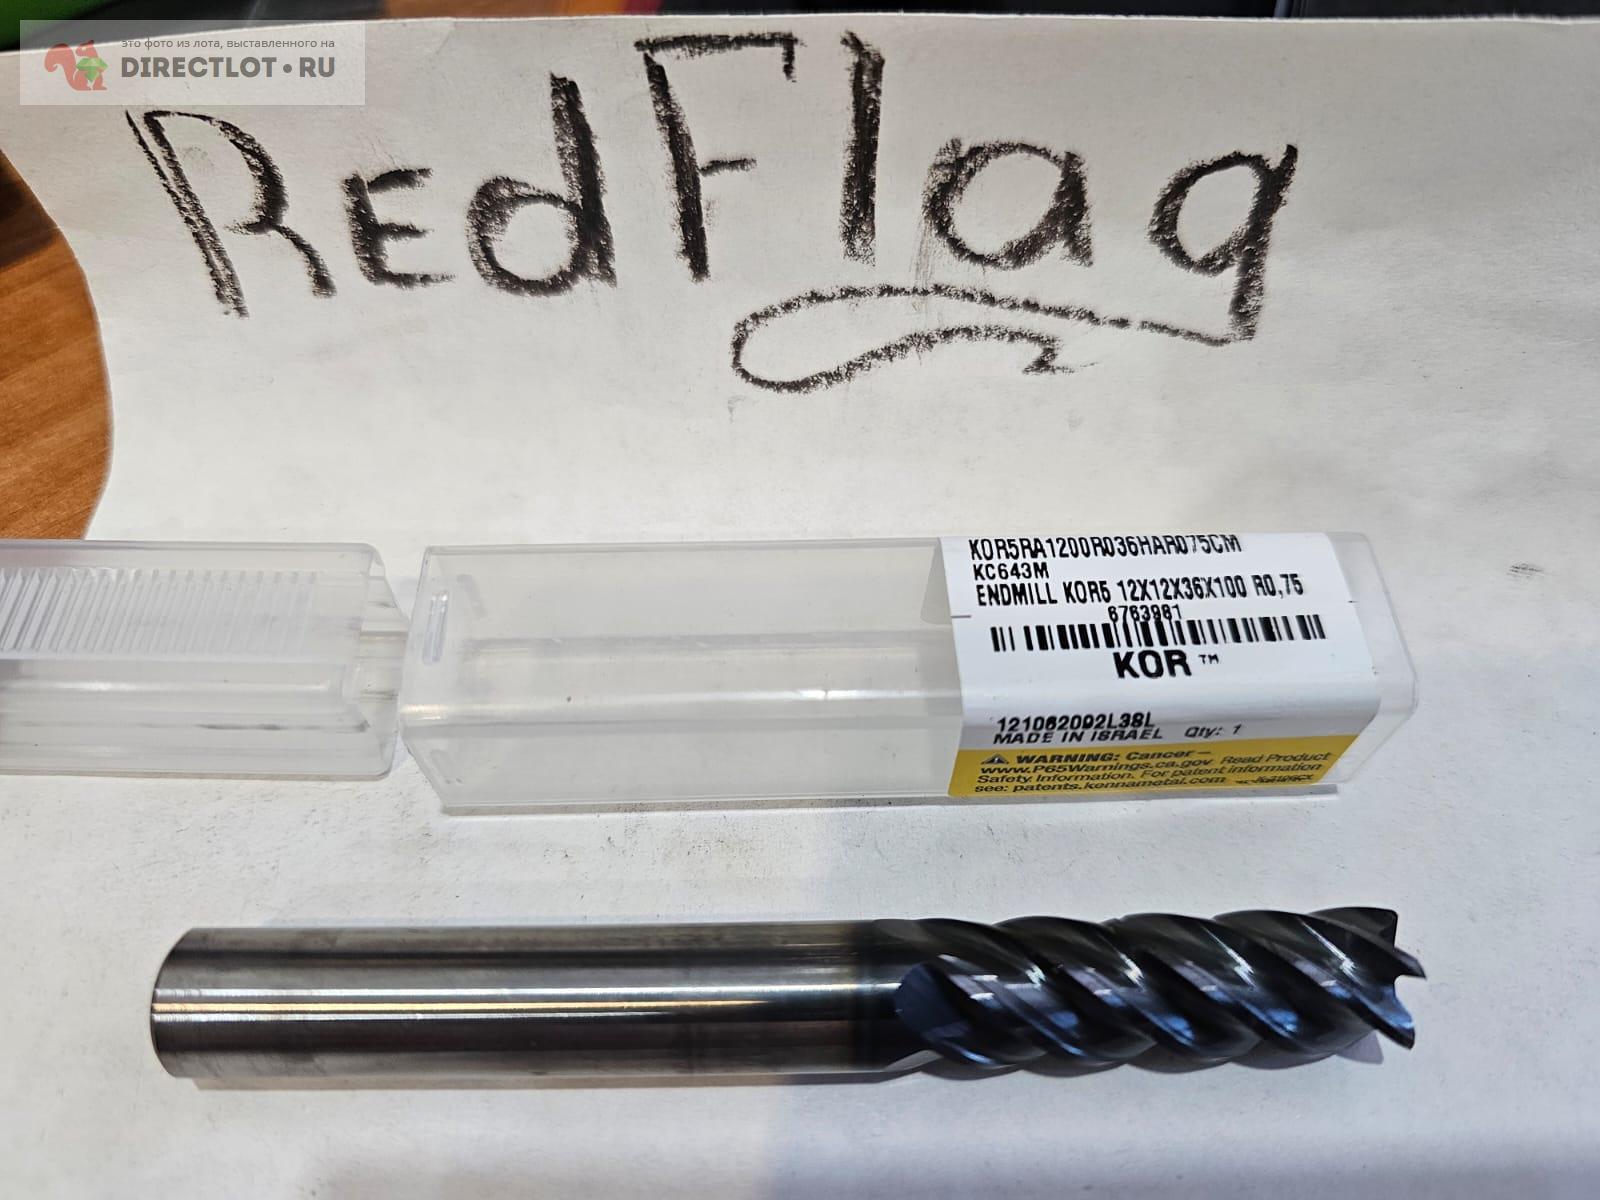 это фото из лота, выставленного на
DIRECTLOT•RU
RedFlag
KOR5RA1200R036HAR075CM
KC643M
ENDMILL KOR5 12X12X36X100 R0,75
6763981
KOR™
121062092L38L
MADE IN ISRAEL Qty: 1
WARNING: Cancer –
www.P65Warnings.ca.gov Read Product
Safety Information. For patent information
see: patents.kennametal.com